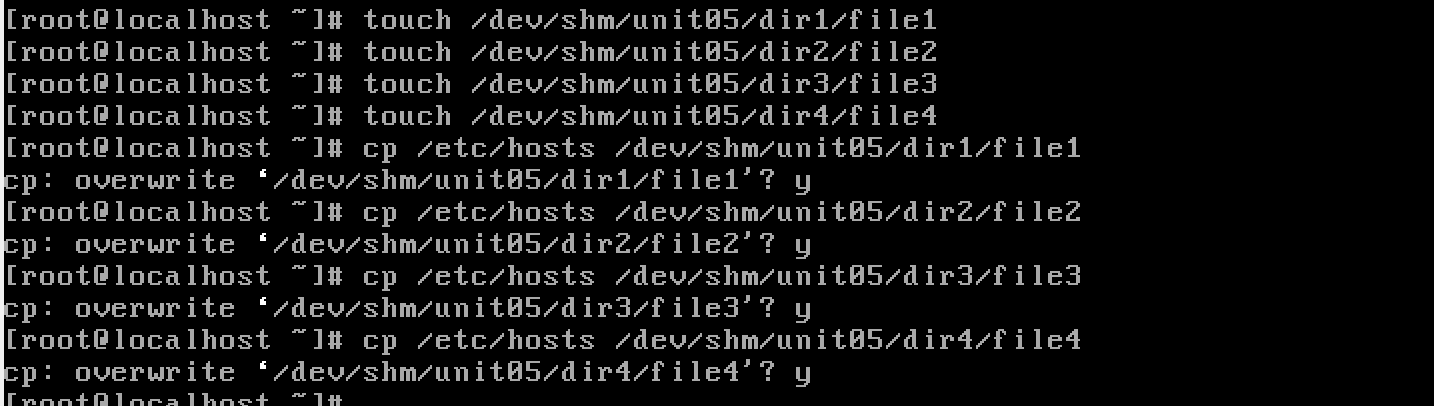 [root@localhost ~]# touch /dev/shm/unit05/dir1/file1
[root@localhost ~]# touch /dev/shm/unit05/dir2/file2
[root@localhost ~]# touch /dev/shm/unit05/dir3/file3
[root@localhost ~]# touch /dev/shm/unit05/dir4/file4
[root@localhost ~]# cp /etc/hosts /dev/shm/unit05/dir1/file1
cp: overwrite ‘/dev/shm/unit05/dir1/file1’? y
[root@localhost ~]# cp /etc/hosts /dev/shm/unit05/dir2/file2
cp: overwrite ‘/dev/shm/unit05/dir2/file2’? y
[root@localhost ~]# cp /etc/hosts /dev/shm/unit05/dir3/file3
cp: overwrite ‘/dev/shm/unit05/dir3/file3’? y
[root@localhost ~]# cp /etc/hosts /dev/shm/unit05/dir4/file4
cp: overwrite ‘/dev/shm/unit05/dir4/file4’? y
[root@localhost ~]#